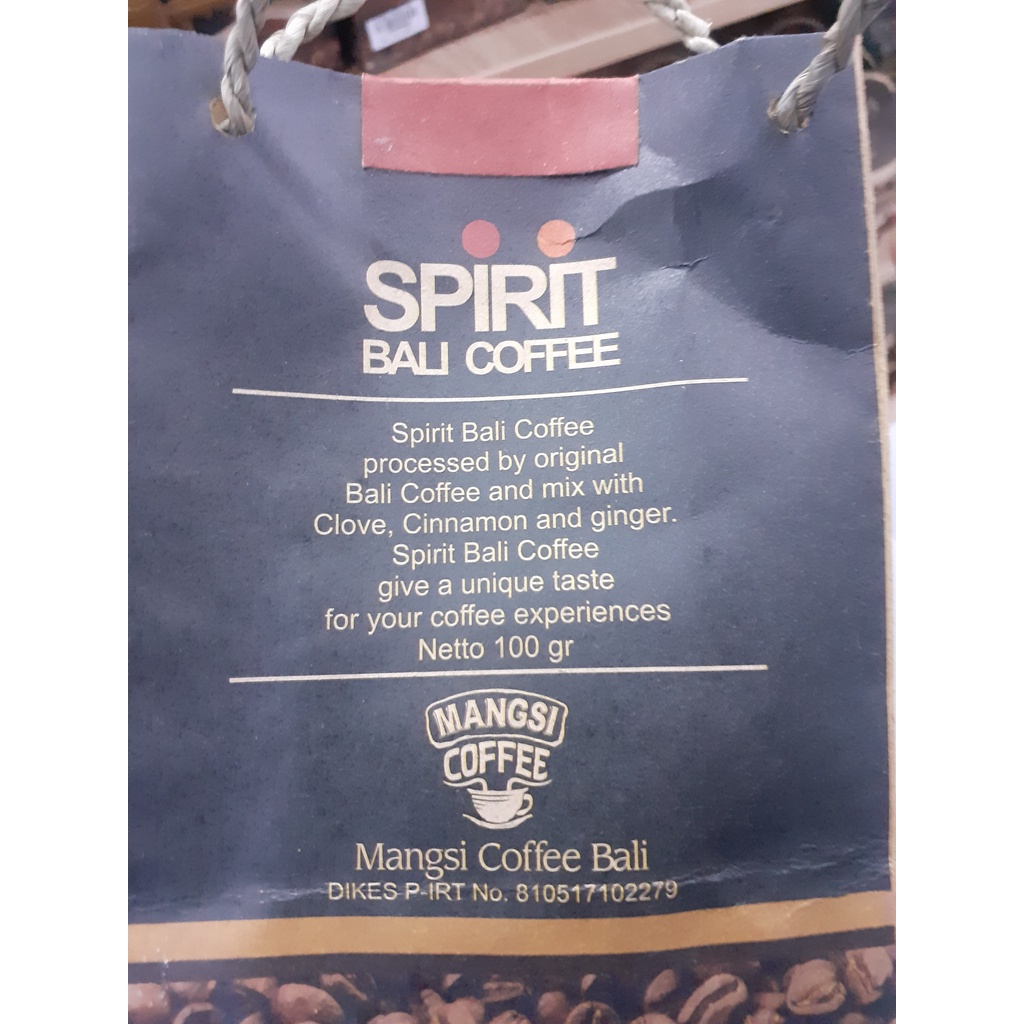 SPIRIT
BALI COFFEE
Spirit Bali Coffee
processed by original
Bali Coffee and mix with
Clove, Cinnamon and ginger.
Spirit Bali Coffee
give a unique taste
for your coffee experiences
Netto 100 gr
MANGSI
COFFEE
Mangsi Coffee Bali
DIKES P-IRT No. 810517102279